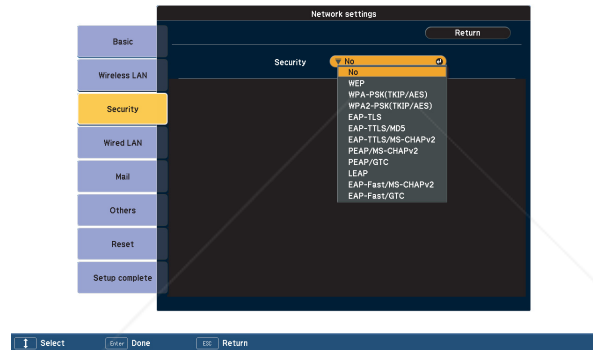 Network settings
Return
Basic
Wireless LAN
Security
Wired LAN
Mail
Others
Reset
Setup complete
Security
No
No
WEP
WPA-PSK(TKIP/AES)
WPA2-PSK(TKIP/AES)
EAP-TLS
EAP-TTLS/MD5
EAP-TTLS/MS-CHAPv2
PEAP/MS-CHAPv2
PEAP/GTC
LEAP
EAP-Fast/MS-CHAPv2
EAP-Fast/GTC
Select Enter Done ESC Return